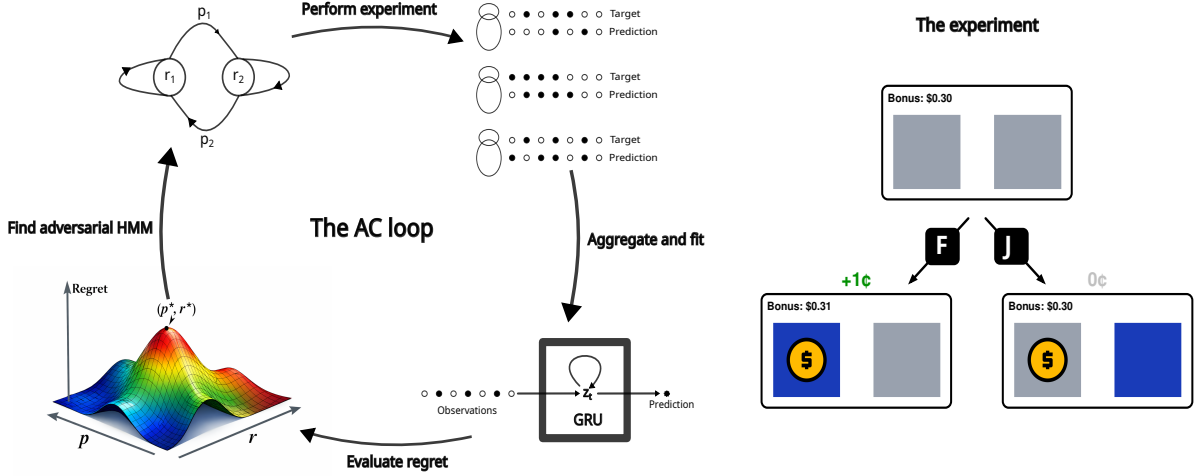 p1
Perform experiment
r1
r2
p2
Target
Prediction
Target
Prediction
Target
Prediction
Find adversarial HMM
The AC loop
Aggregate and fit
Regret
(p*, r*)
p
r
Observations
zt
GRU
Prediction
Evaluate regret
The experiment
Bonus: $0.30
F
J
+1¢
0¢
Bonus: $0.31
$
Bonus: $0.30
$